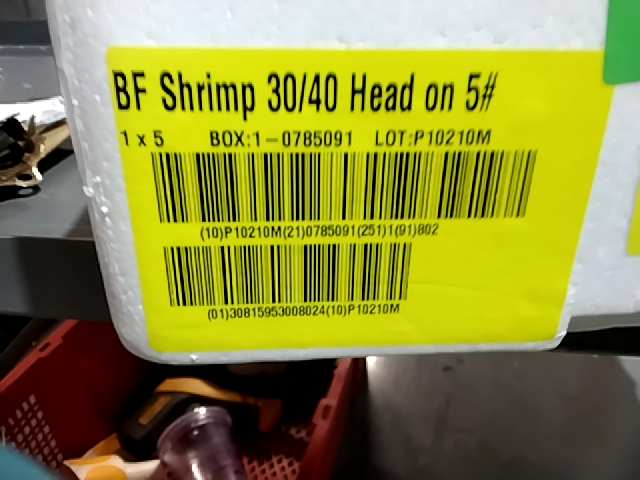 BF Shrimp 30/40 Head on 5#
1 x 5 BOX:1-0785091 LOT:P10210M
(10)P10210M(21)0785091(251)1(91)802
(01)30815953008024(10)P10210M